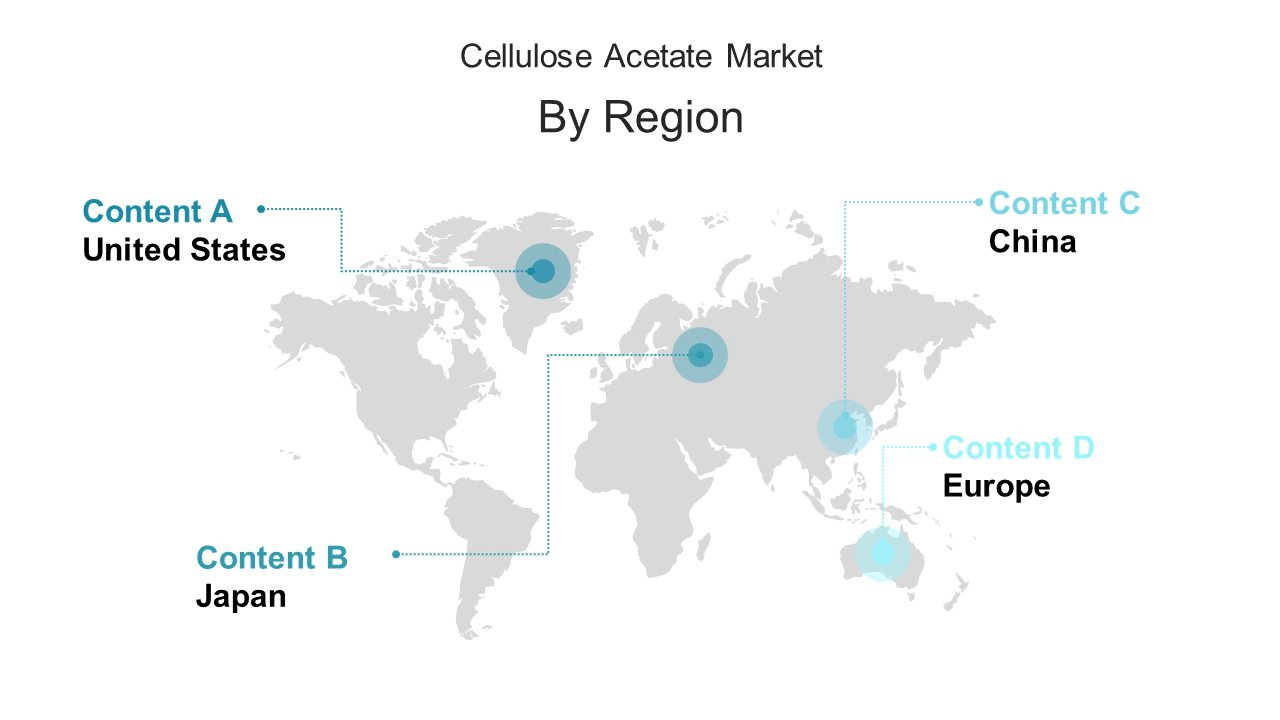 Cellulose Acetate Market
By Region
Content A
United States
Content C
China
Content D
Europe
Content B
Japan